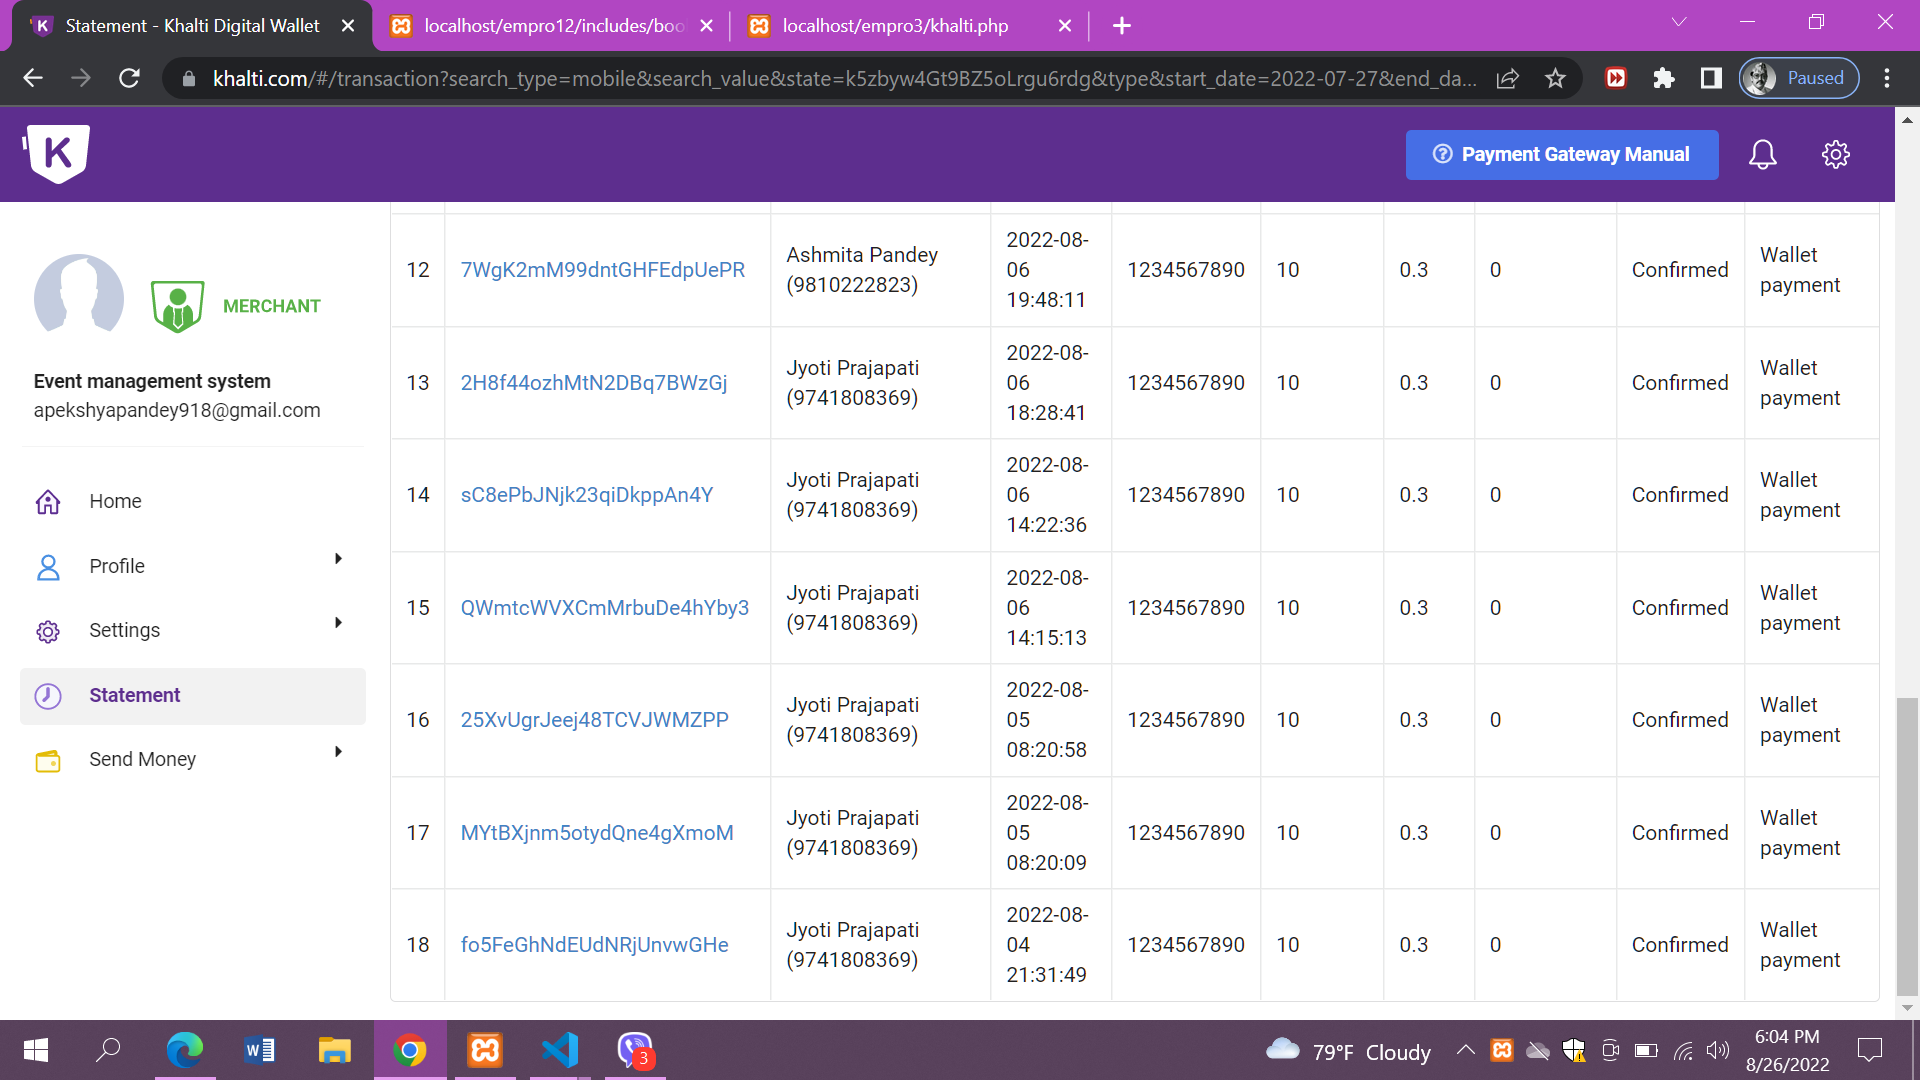 Statement - Khalti Digital Wallet
localhost/empro12/includes/boo
localhost/empro3/khalti.php
khalti.com/#/transaction?search_type=mobile&search_value&state=k5zbyw4Gt9BZ5oLrgu6rdg&type&start_date=2022-07-27&end_da...
Paused
K
Payment Gateway Manual
MERCHANT
Event management system
apekshyapandey918@gmail.com
Home
Profile
Settings
Statement
Send Money
12 7WgK2mM99dntGHFEdpUePR Ashmita Pandey (9810222823) 2022-08-06 19:48:11 1234567890 10 0.3 0 Confirmed Wallet payment
13 2H8f44ozhMtN2DBq7BWzGj Jyoti Prajapati (9741808369) 2022-08-06 18:28:41 1234567890 10 0.3 0 Confirmed Wallet payment
14 sC8ePbJNjk23qiDkppAn4Y Jyoti Prajapati (9741808369) 2022-08-06 14:22:36 1234567890 10 0.3 0 Confirmed Wallet payment
15 QWmtcWVXCmMrbuDe4hYby3 Jyoti Prajapati (9741808369) 2022-08-06 14:15:13 1234567890 10 0.3 0 Confirmed Wallet payment
16 25XvUgrJeej48TCVJWMZPP Jyoti Prajapati (9741808369) 2022-08-05 08:20:58 1234567890 10 0.3 0 Confirmed Wallet payment
17 MYtBXjnm5otydQne4gXmoM Jyoti Prajapati (9741808369) 2022-08-05 08:20:09 1234567890 10 0.3 0 Confirmed Wallet payment
18 fo5FeGhNdEUdNRjUnvwGHe Jyoti Prajapati (9741808369) 2022-08-04 21:31:49 1234567890 10 0.3 0 Confirmed Wallet payment
3
79°F Cloudy
6:04 PM
8/26/2022